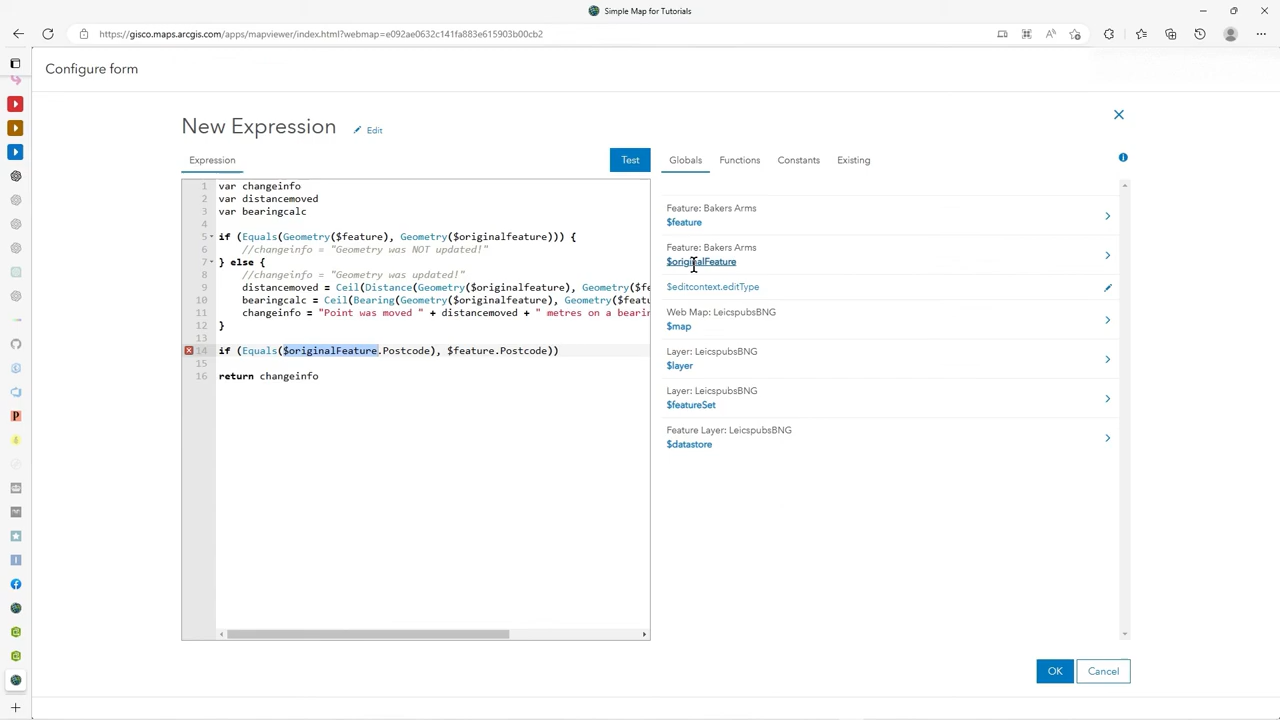 Simple Map for Tutorials
https://gisco.maps.arcgis.com/apps/mapviewer/index.html?webmap=e092ae0632c141fa883e615903b00cb2
Configure form
New Expression
Edit
Expression
Test
Globals
Functions
Constants
Existing
1 var changeinfo
2 var distancemoved
3 var bearingcalc
4
5 if (Equals(Geometry($feature), Geometry($originalfeature))) {
6 //changeinfo = "Geometry was NOT updated!"
7 } else {
8 //changeinfo = "Geometry was updated!"
9 distancemoved = Ceil(Distance(Geometry($originalfeature), Geometry($fe
10 bearingcalc = Ceil(Bearing(Geometry($originalfeature), Geometry($featu
11 changeinfo = "Point was moved " + distancemoved + " metres on a bearin
12 }
13
14 if (Equals($originalFeature.Postcode), $feature.Postcode))
15
16 return changeinfo
Feature: Bakers Arms
$feature
Feature: Bakers Arms
$originalFeature
$editcontext.editType
Web Map: LeicspubsBNG
$map
Layer: LeicspubsBNG
$layer
Layer: LeicspubsBNG
$featureSet
Feature Layer: LeicspubsBNG
$datastore
OK
Cancel